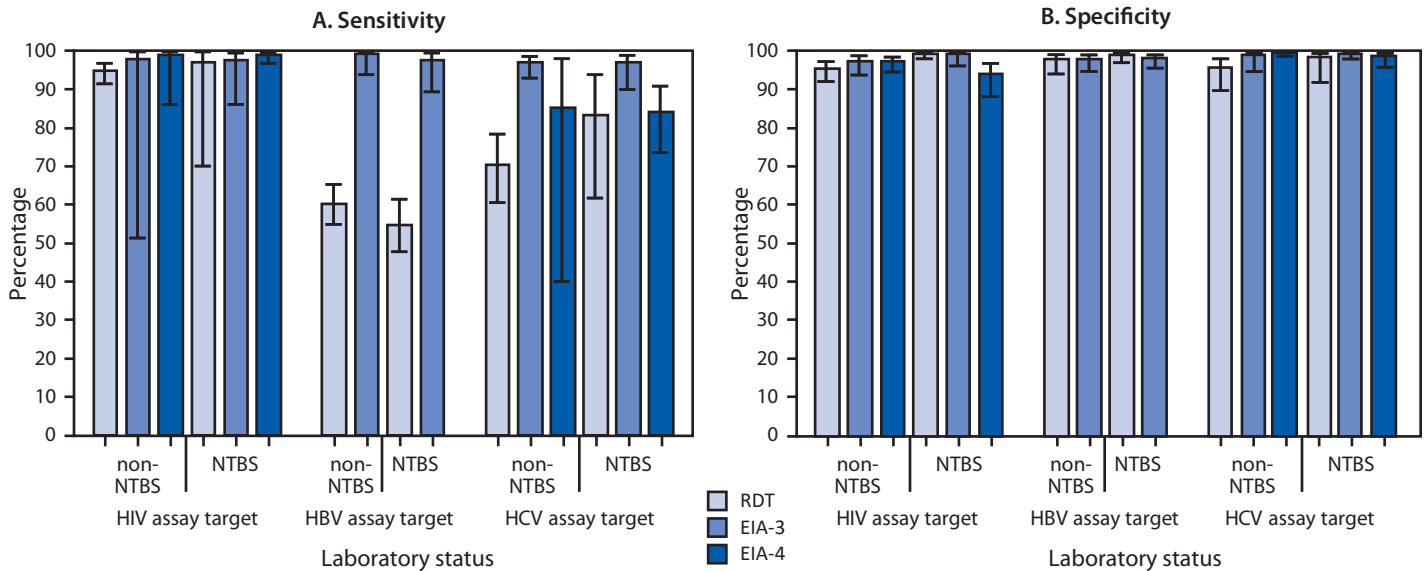 A. Sensitivity
Percentage
100
90
80
70
60
50
40
30
20
10
0
non-
NTBS
NTBS
HIV assay target
non-
NTBS
NTBS
HBV assay target
non-
NTBS
NTBS
HCV assay target
Laboratory status
RDT
EIA-3
EIA-4
B. Specificity
Percentage
100
90
80
70
60
50
40
30
20
10
0
non-
NTBS
NTBS
HIV assay target
non-
NTBS
NTBS
HBV assay target
non-
NTBS
NTBS
HCV assay target
Laboratory status